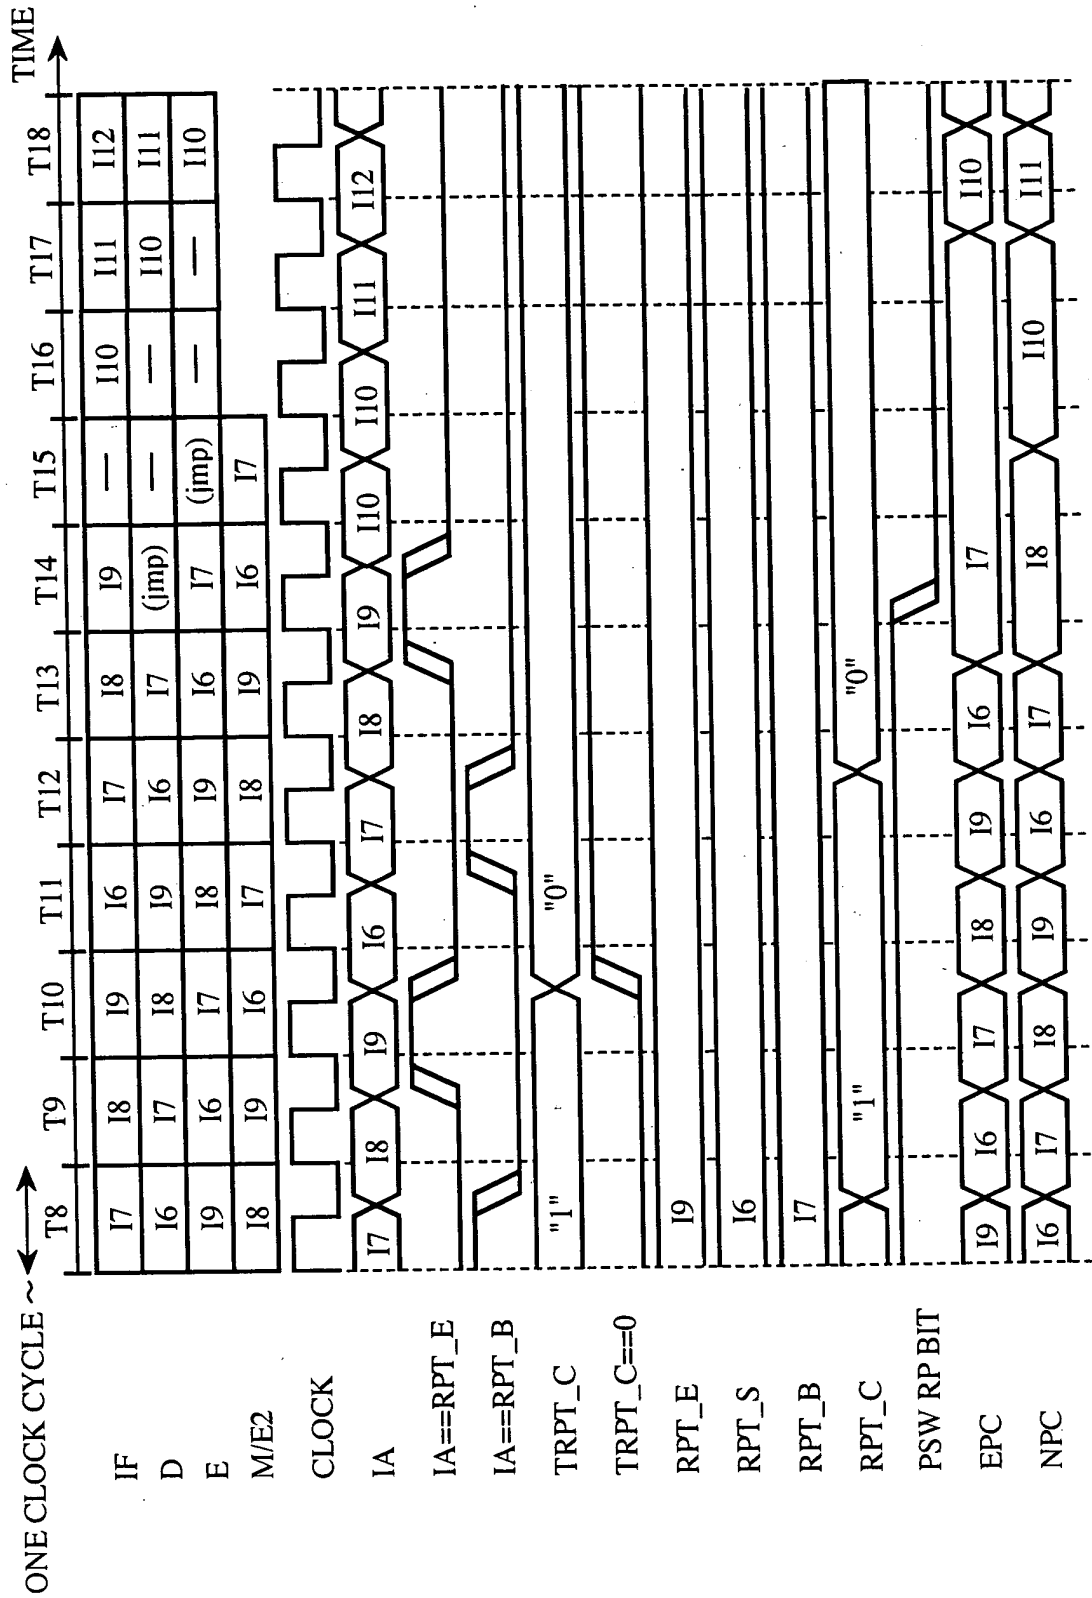 ONE CLOCK CYCLE ~
TIME
T8 T9 T10 T11 T12 T13 T14 T15 T16 T17 T18
IF I7 I8 I9 I6 I7 I8 I9 — I10 I11 I12
D I6 I7 I8 I9 I6 I7 (jmp) — — I10 I11
E I9 I6 I7 I8 I9 I6 I7 (jmp) — — I10
M/E2 I8 I9 I6 I7 I8 I9 I6 I7
CLOCK
IA I7 I8 I9 I6 I7 I8 I9 I10 I10 I11 I12
IA==RPT_E
IA==RPT_B
TRPT_C "1" "0"
TRPT_C==0
RPT_E I9
RPT_S I6
RPT_B I7
RPT_C "1" "0"
PSW RP BIT
EPC I9 I6 I7 I8 I9 I6 I7 I10
NPC I6 I7 I8 I9 I6 I7 I8 I10 I11